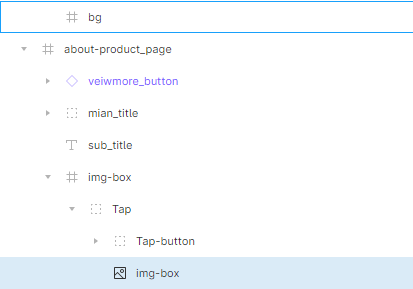 bg
about-product_page
veiwmore_button
mian_title
sub_title
img-box
Tap
Tap-button
img-box